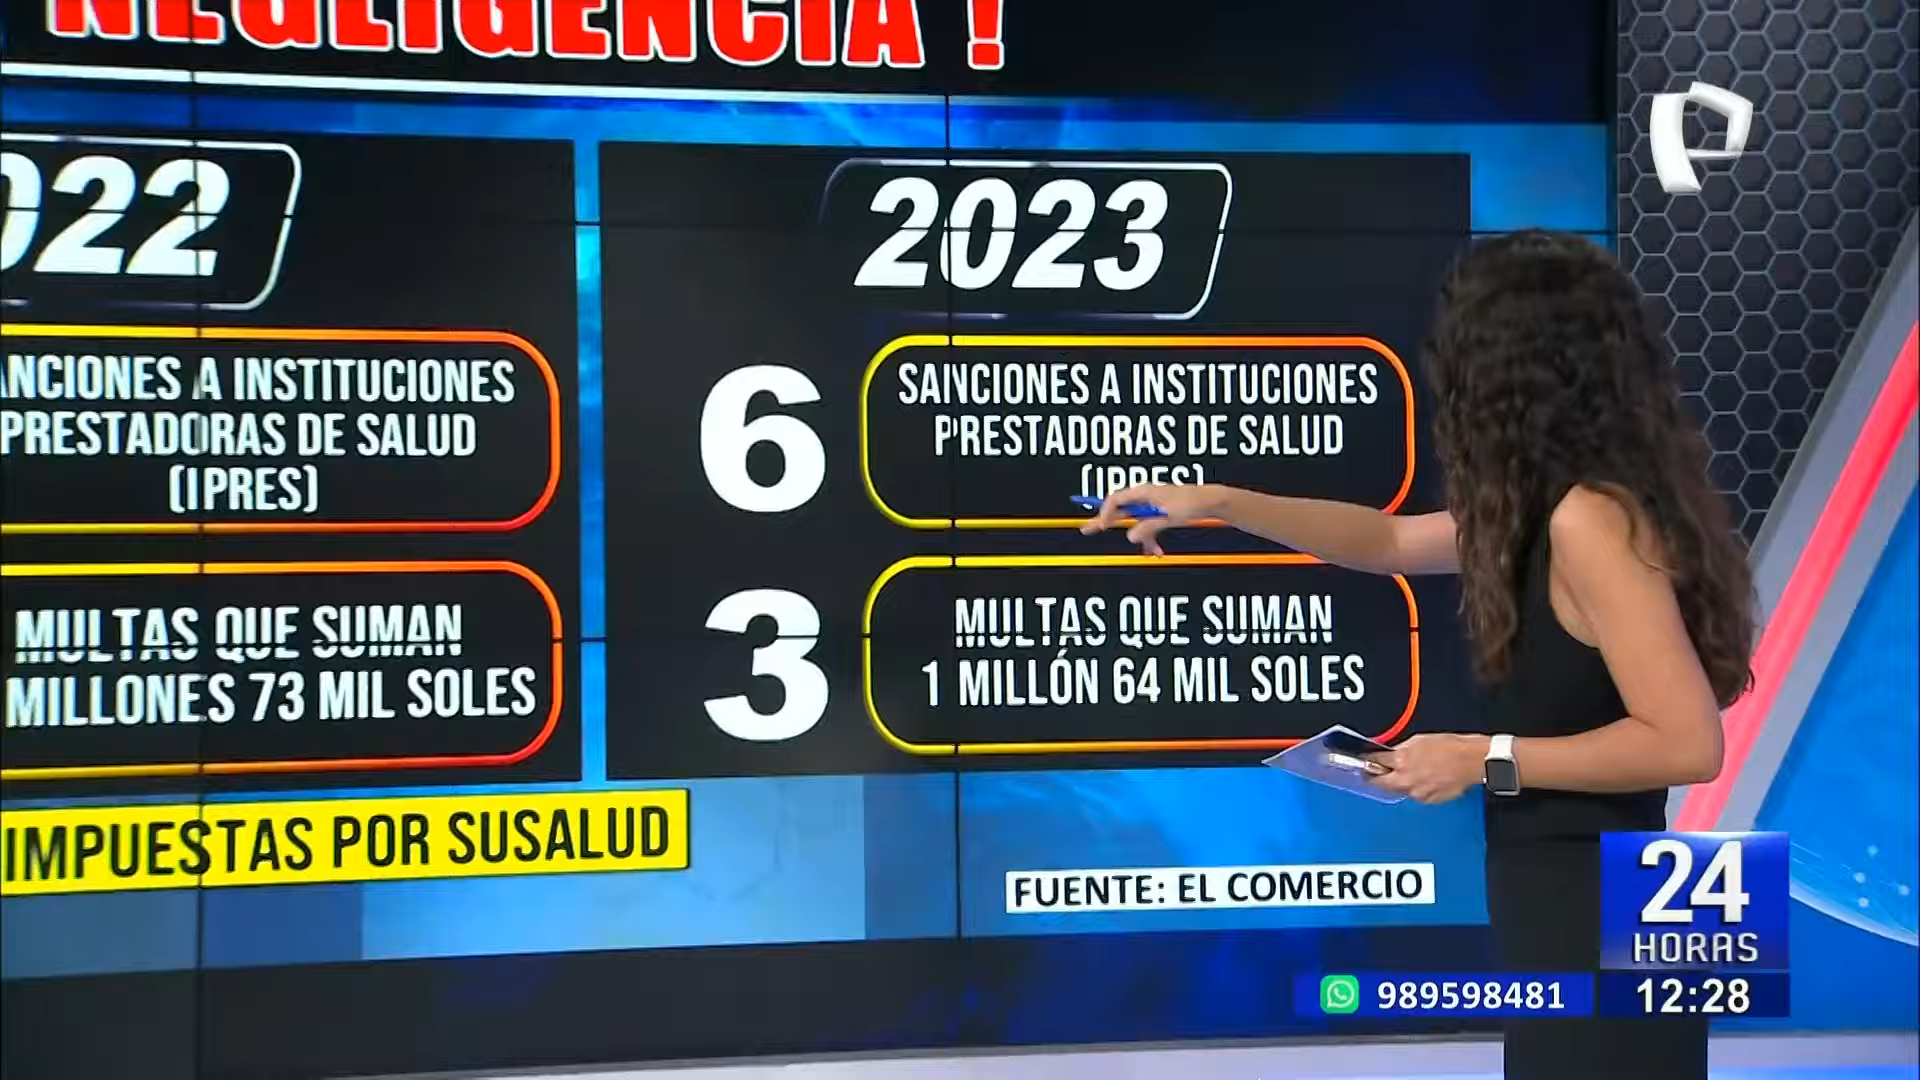 NEGLIGENCIA !
022
ANCIONES A INSTITUCIONES
PRESTADORAS DE SALUD
(IPRES)
MULTAS QUE SUMAN
MILLONES 73 MIL SOLES
2023
6
SANCIONES A INSTITUCIONES
PRESTADORAS DE SALUD
(IPRES)
3
MULTAS QUE SUMAN
1 MILLÓN 64 MIL SOLES
IMPUESTAS POR SUSALUD
FUENTE: EL COMERCIO
24
HORAS
989598481
12:28